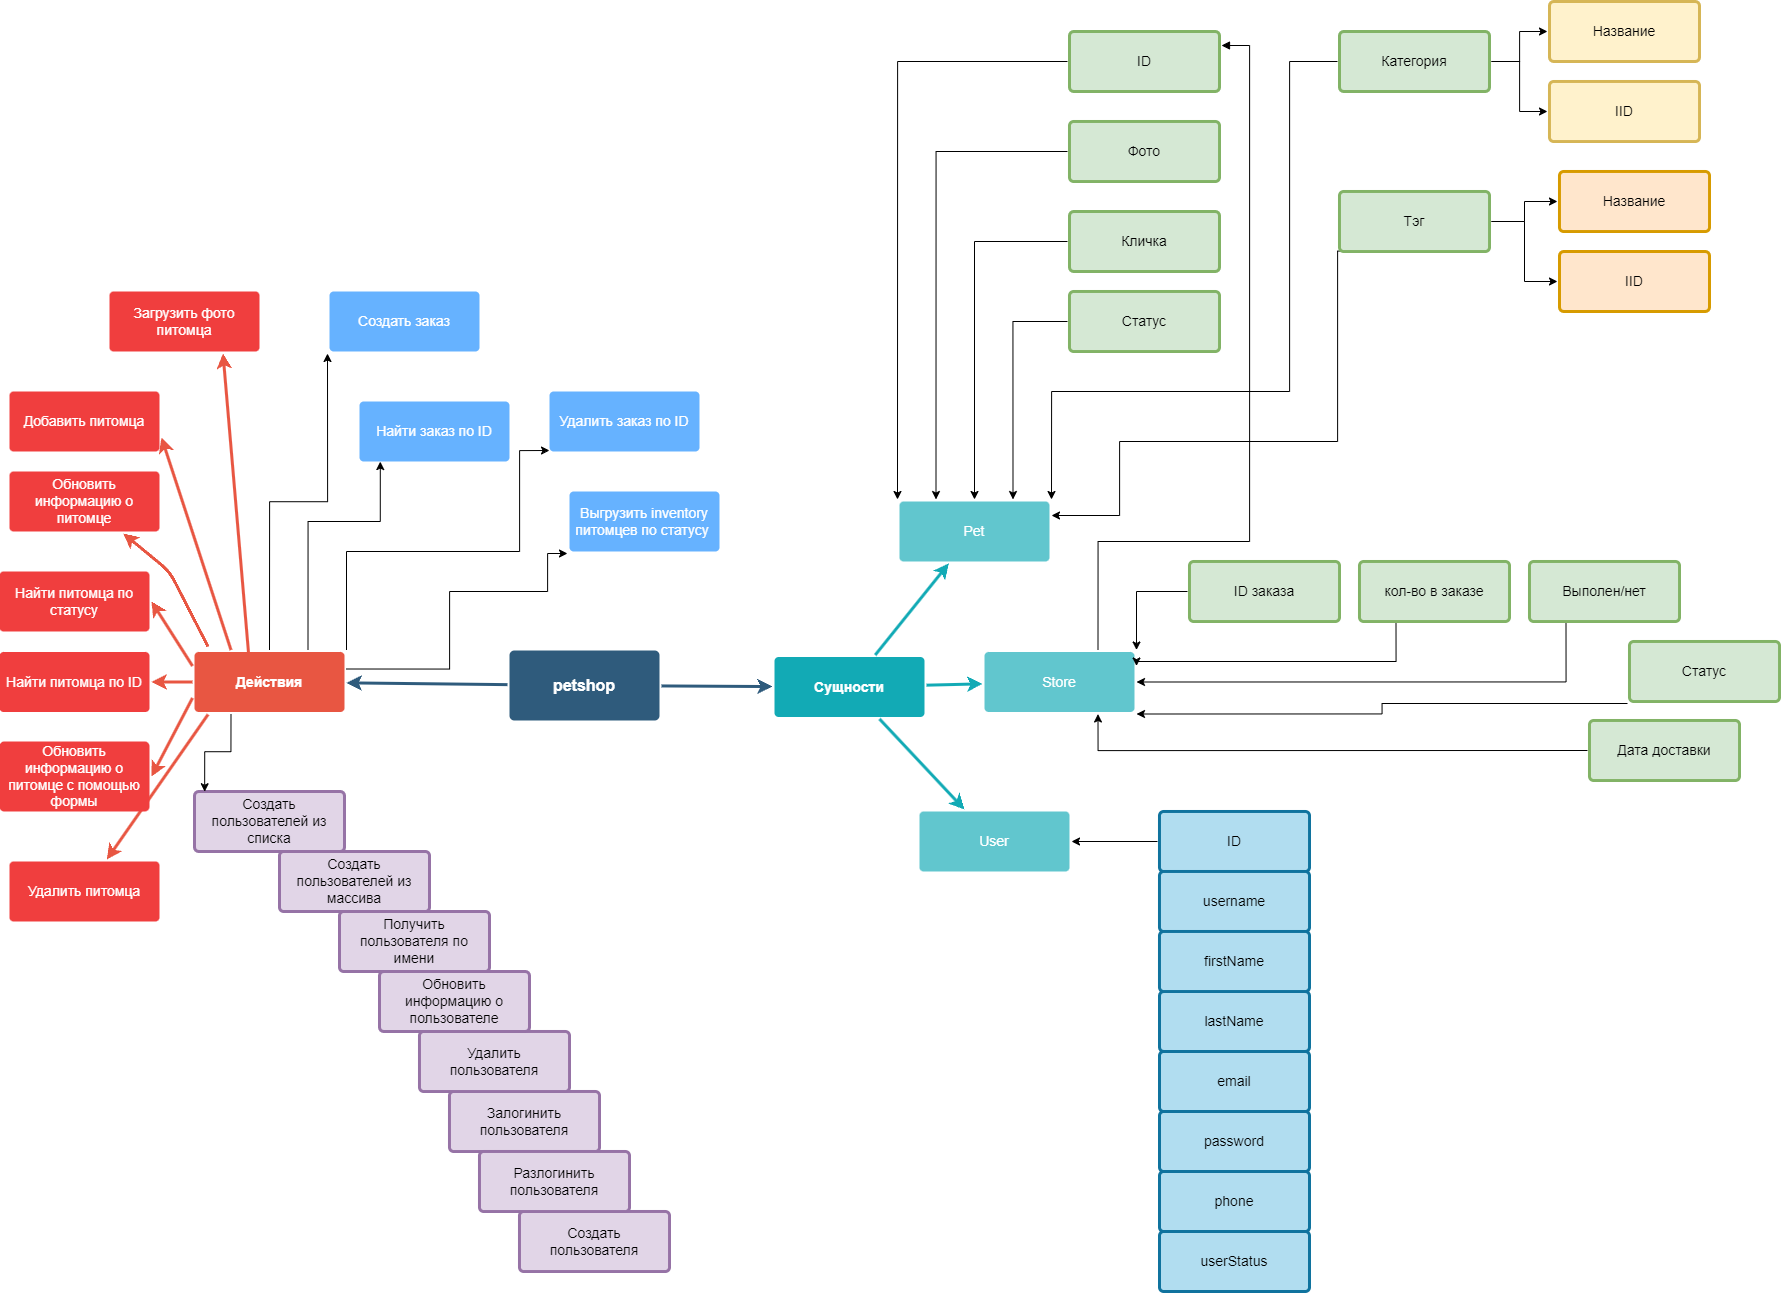 Название
ID
Категория
IID
Фото
Название
Тэг
Кличка
IID
Статус
Загрузить фото
питомца
Создать заказ
Добавить питомца
Найти заказ по ID
Удалить заказ по ID
Обновить
информацию о
питомце
Выгрузить inventory
питомцев по статусу
Pet
Найти питомца по
статусу
ID заказа
кол-во в заказе
Выполен/нет
Найти питомца по ID
Действия
petshop
Сущности
Store
Статус
Обновить
информацию о
питомце с помощью
формы
Дата доставки
Создать
пользователей из
списка
User
ID
Удалить питомца
Создать
пользователей из
массива
username
Получить
пользователя по
имени
firstName
Обновить
информацию о
пользователе
lastName
Удалить
пользователя
email
Залогинить
пользователя
password
Разлогинить
пользователя
phone
Создать
пользователя
userStatus